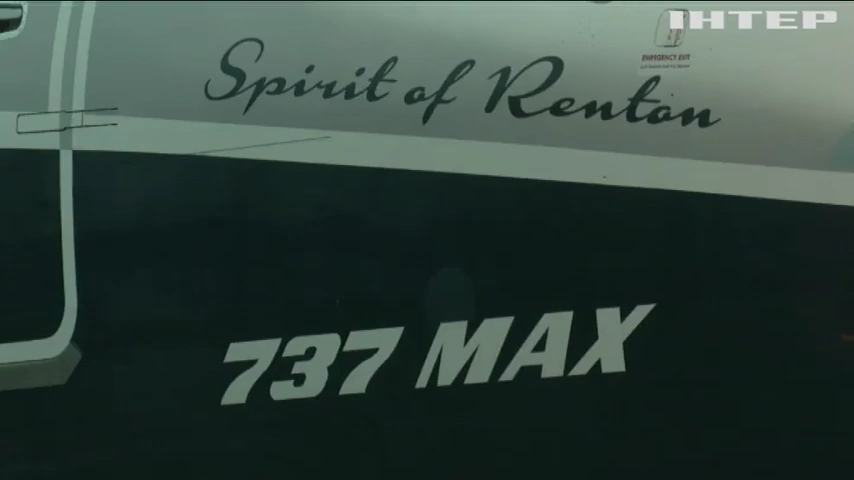 ІНТЕР
Spirit of Renton
EMERGENCY EXIT
737 MAX